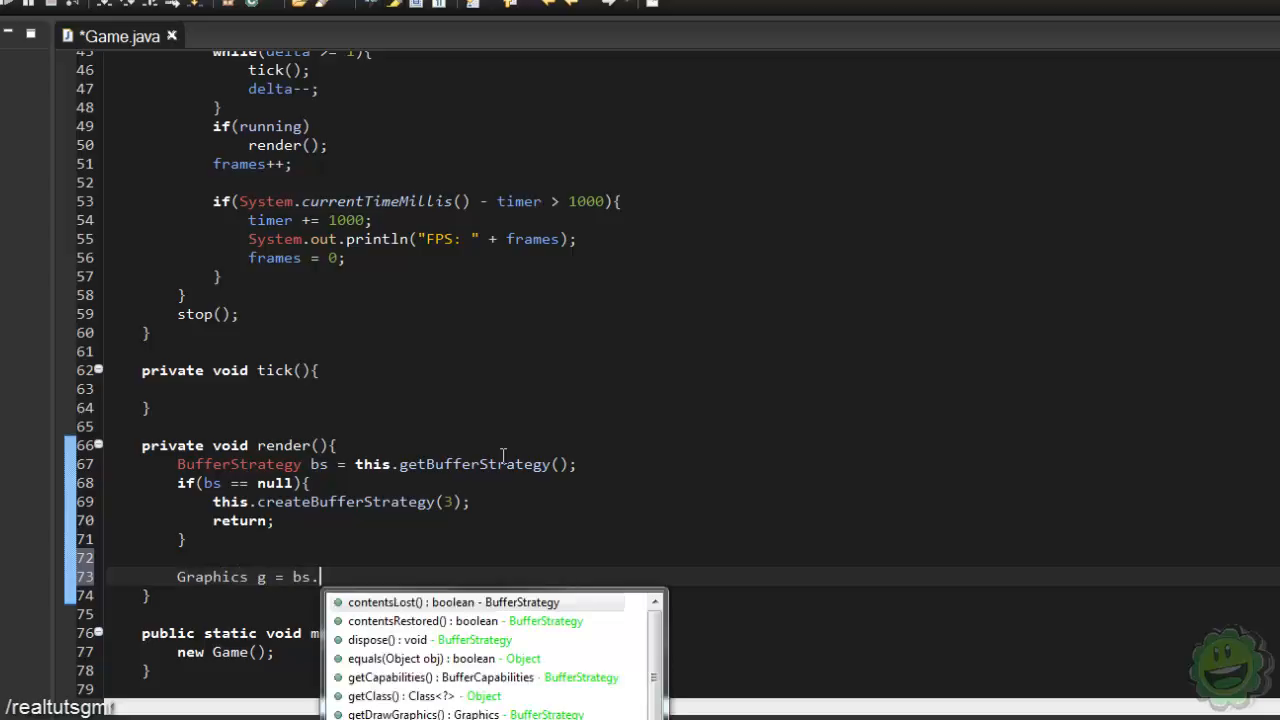 *Game.java
45 while(delta >= 1){
46 tick();
47 delta--;
48 }
49 if(running)
50 render();
51 frames++;
52
53 if(System.currentTimeMillis() - timer > 1000){
54 timer += 1000;
55 System.out.println("FPS: " + frames);
56 frames = 0;
57 }
58 }
59 stop();
60 }
61
62 private void tick(){
63
64 }
65
66 private void render(){
67 BufferStrategy bs = this.getBufferStrategy();
68 if(bs == null){
69 this.createBufferStrategy(3);
70 return;
71 }
72
73 Graphics g = bs.
74 }
75
76 public static void m
77 new Game();
78 }
79
contentsLost() : boolean - BufferStrategy
contentsRestored() : boolean - BufferStrategy
dispose() : void - BufferStrategy
equals(Object obj) : boolean - Object
getCapabilities() : BufferCapabilities - BufferStrategy
getClass() : Class<?> - Object
getDrawGraphics() : Graphics - BufferStrategy
/realtutsgml